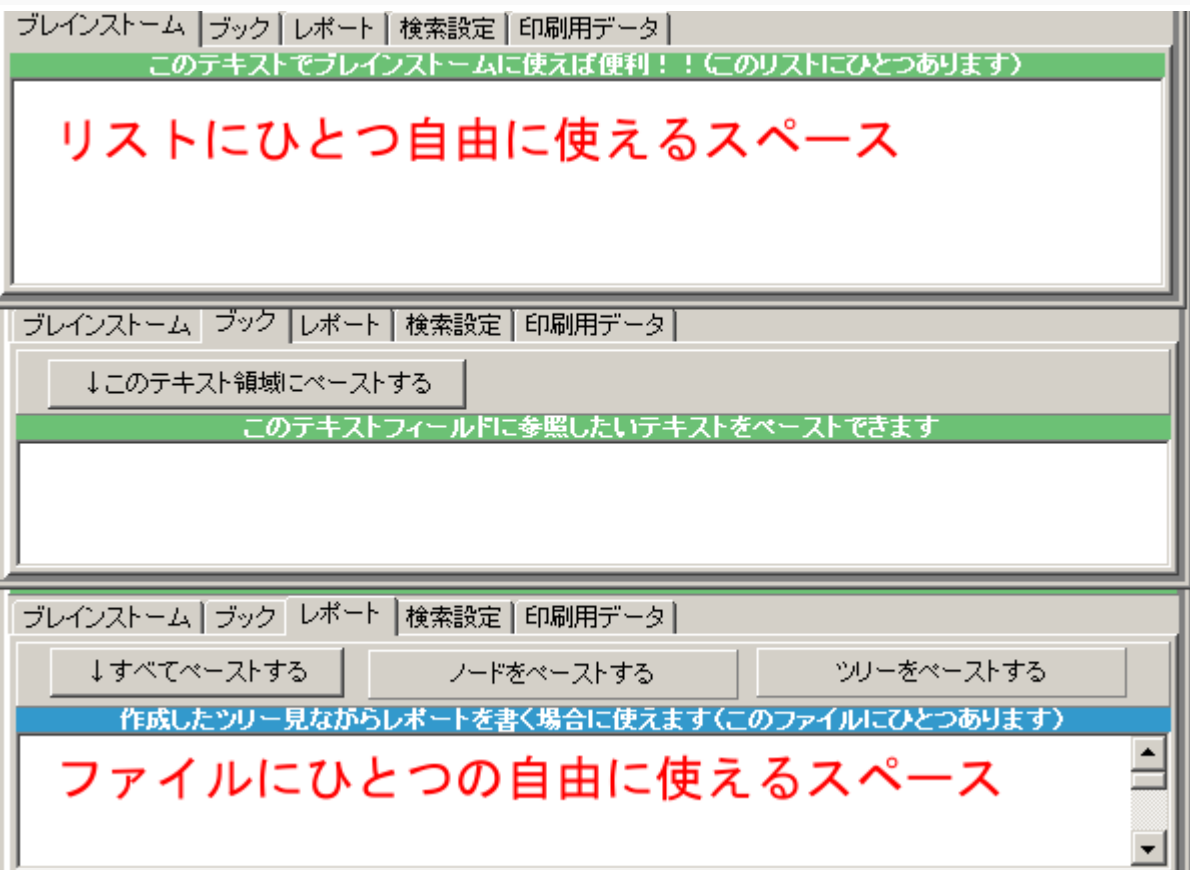 ブレインストーム ブック レポート 検索設定 印刷用データ
このテキストでブレインストームに使えば便利！！（このリストにひとつあります）
リストにひとつ自由に使えるスペース
ブレインストーム ブック レポート 検索設定 印刷用データ
↓このテキスト領域にペーストする
このテキストフィールドに参照したいテキストをペーストできます
ブレインストーム ブック レポート 検索設定 印刷用データ
↓すべてペーストする ノードをペーストする ツリーをペーストする
作成したツリー見ながらレポートを書く場合に使えます（このファイルにひとつあります）
ファイルにひとつの自由に使えるスペース